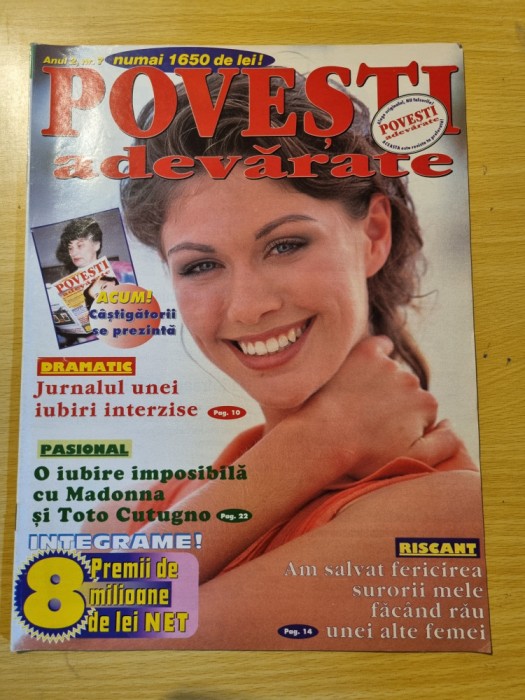 Anul 2, nr. 7 numai 1650 de lei!
POVEȘTI
adevărate
POVEȘTI
adevărate
POVESTI
ACUM!
Câștigătorii
se prezintă
DRAMATIC
Jurnalul unei
iubiri interzise Pag. 10
PASIONAL
O iubire imposibilă
cu Madonna
și Toto Cutugno Pag. 22
INTEGRAME!
8 Premii de
milioane
de lei NET
RISCANT
Am salvat fericirea
surorii mele
făcând rău
Pag. 14 unei alte femei